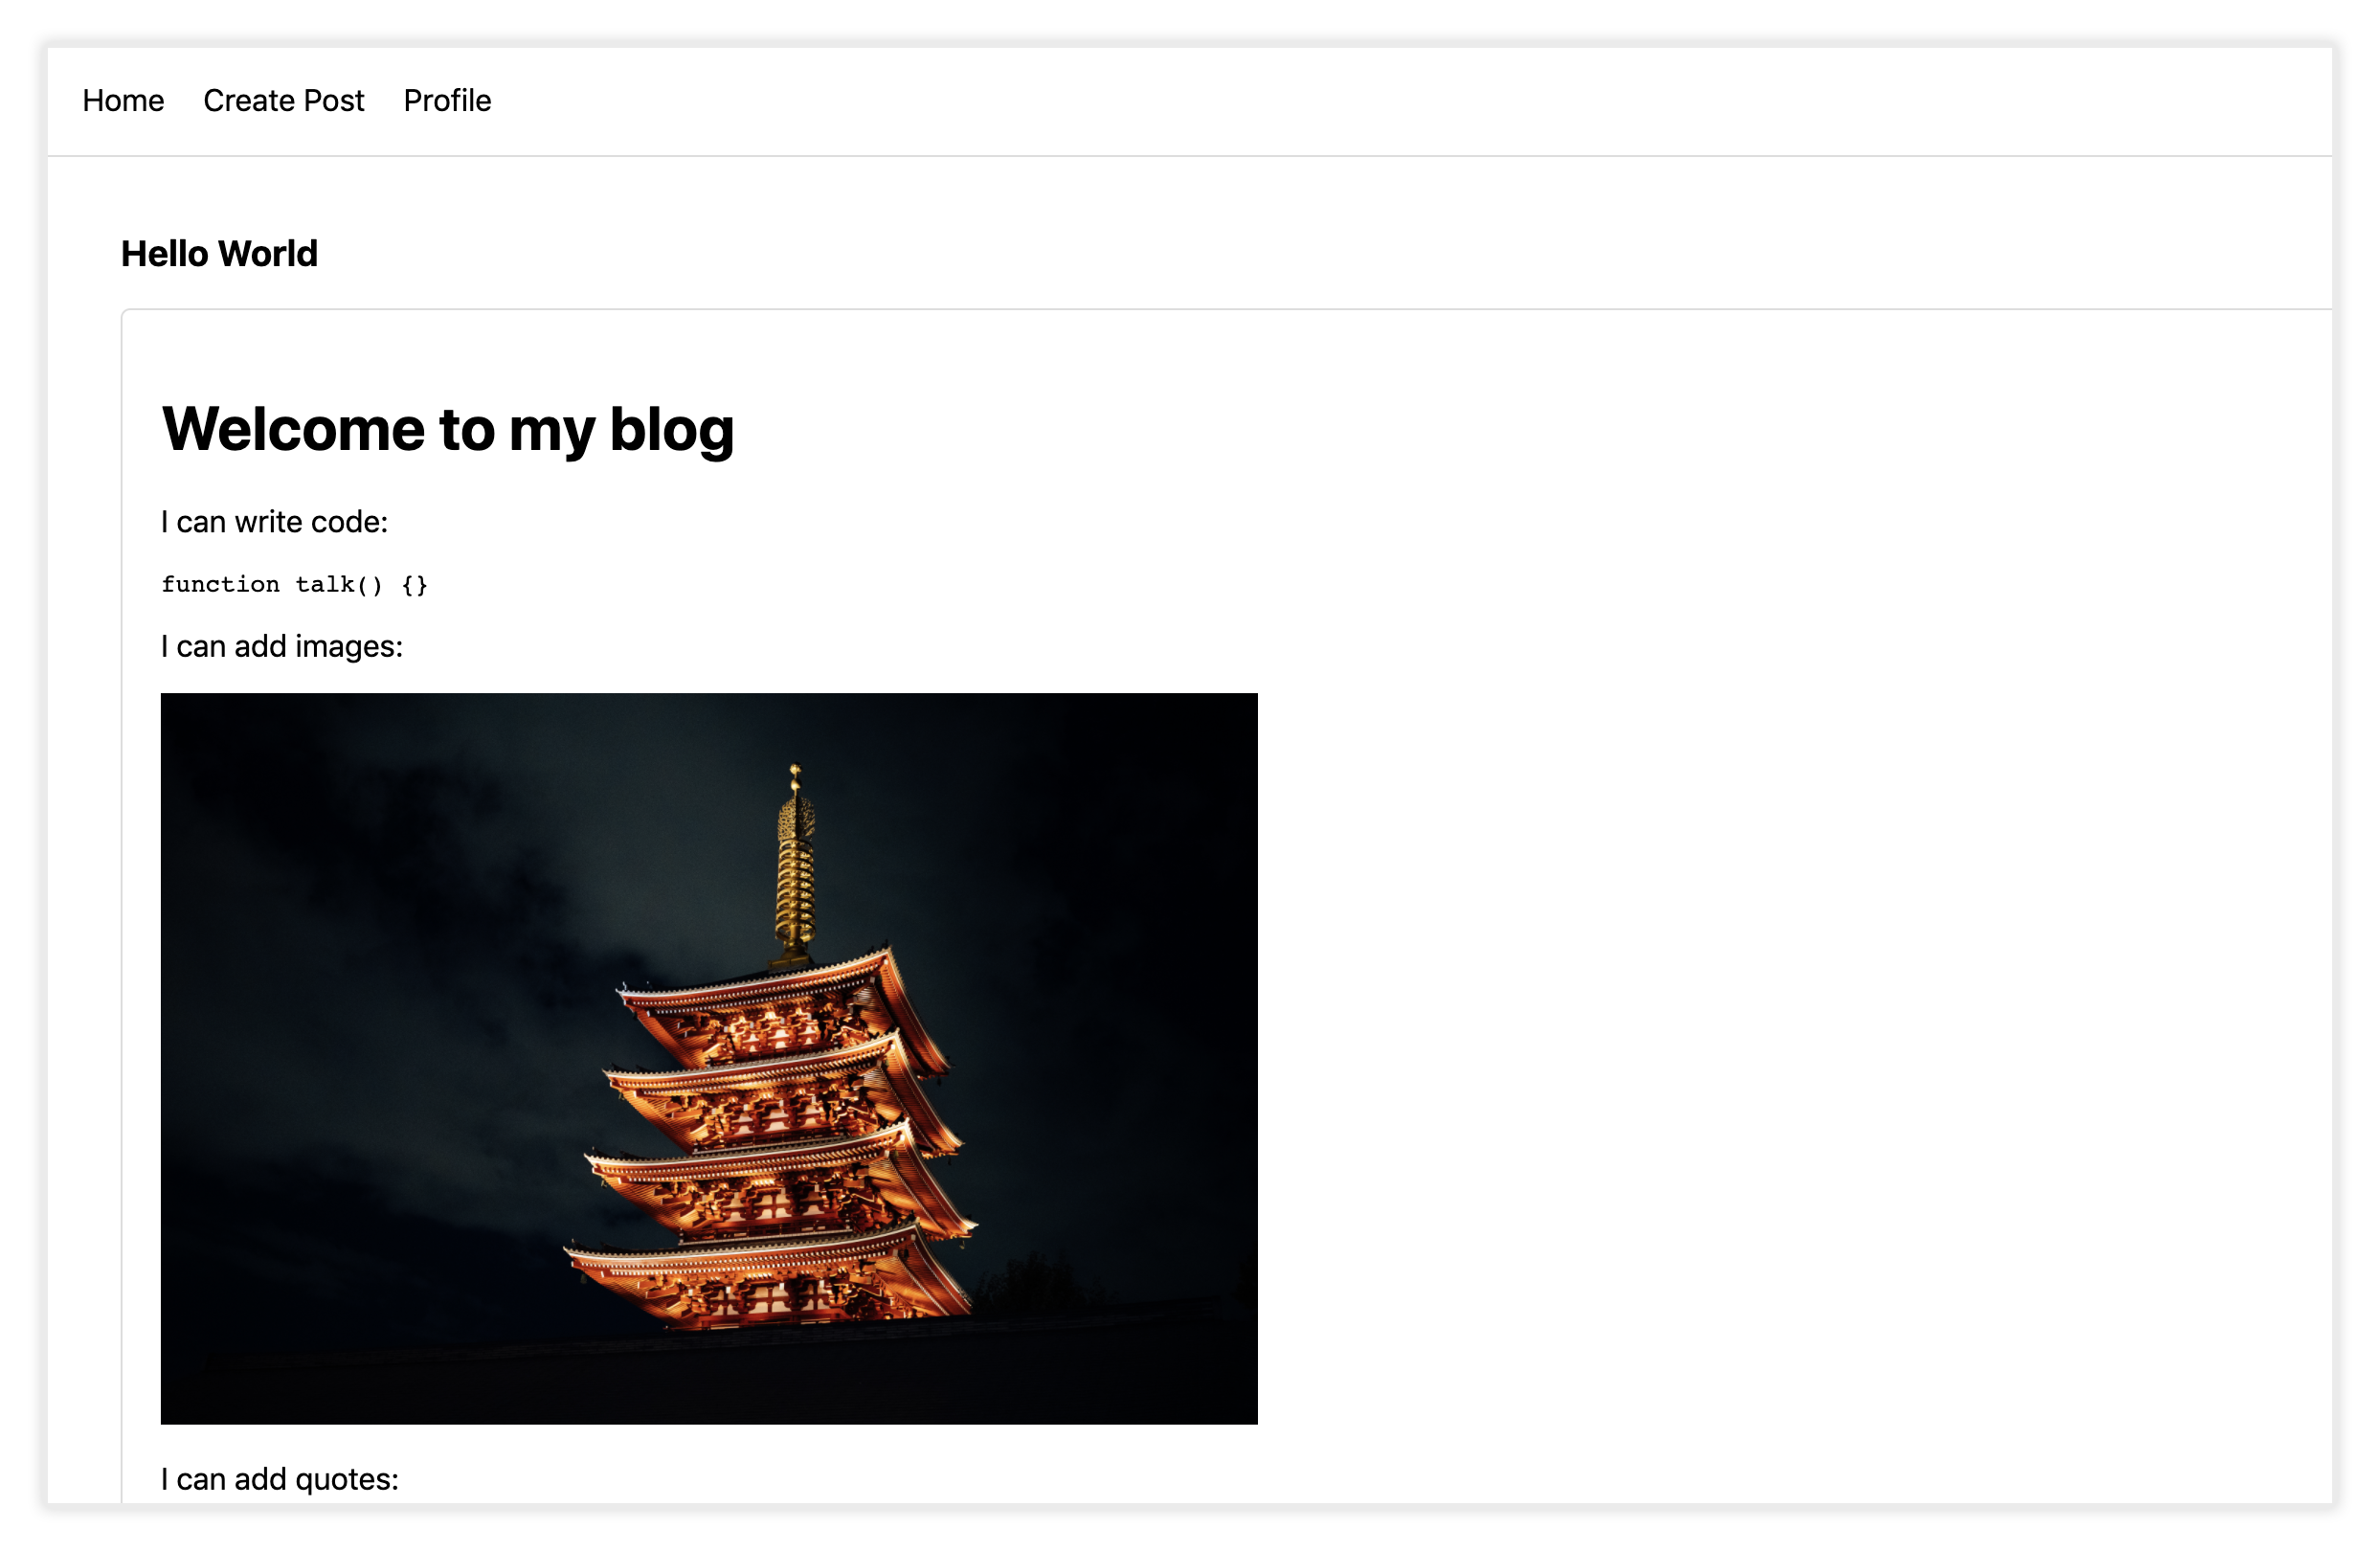 Home Create Post Profile
Hello World
Welcome to my blog
I can write code:
function talk() {}
I can add images:
I can add quotes: